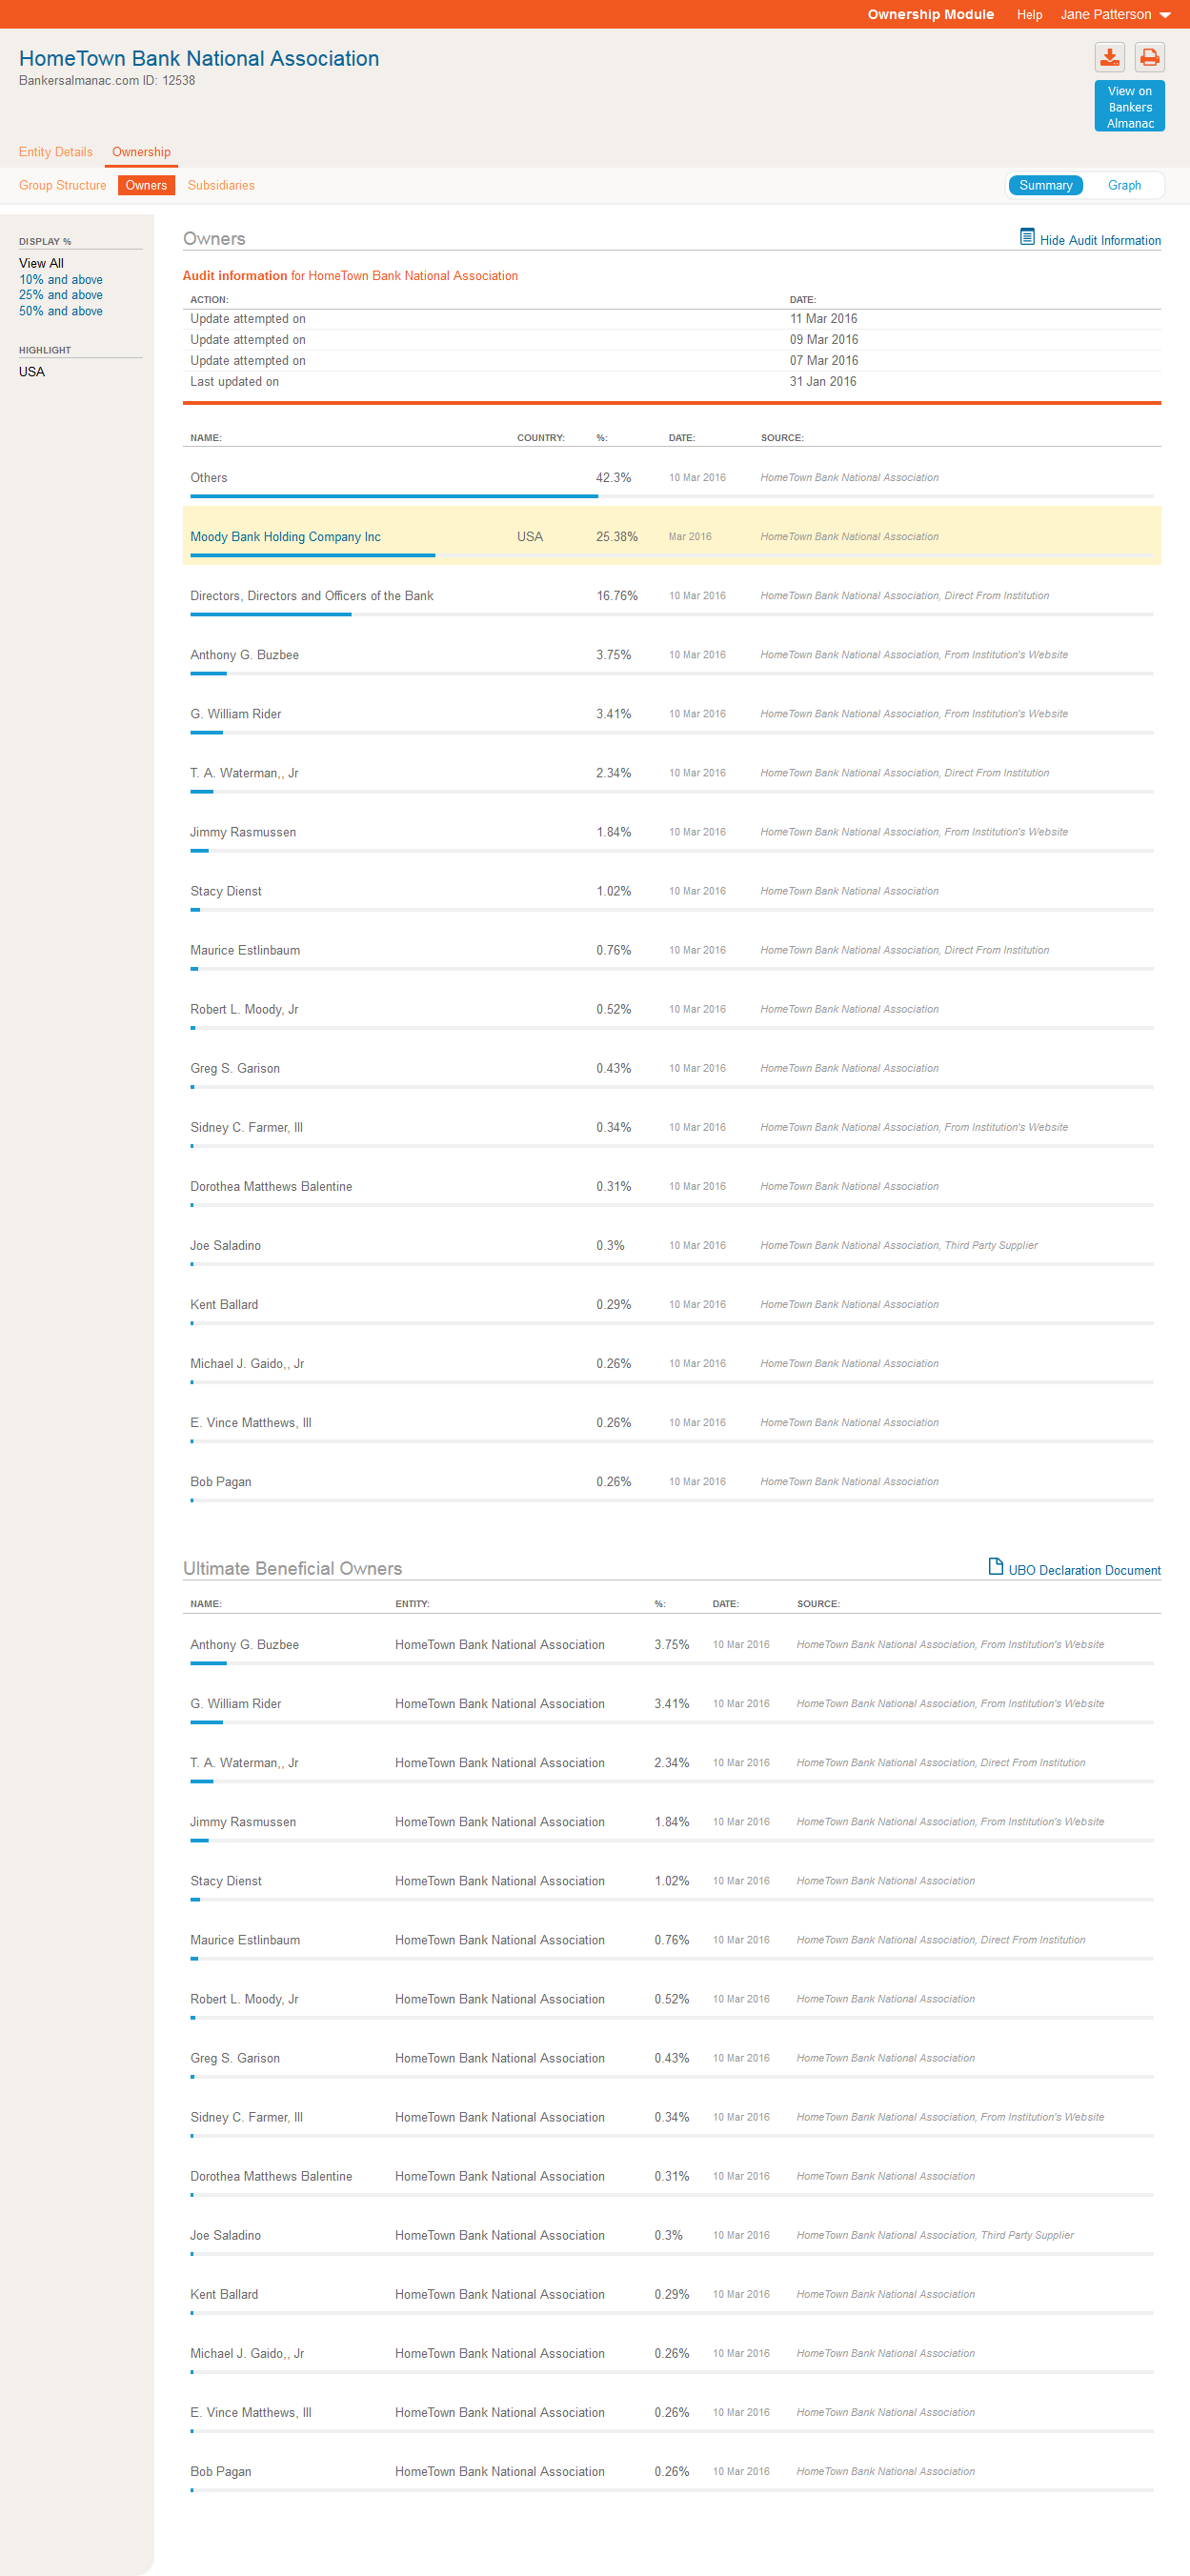 Ownership Module Help Jane Patterson
HomeTown Bank National Association
Bankersalmanac.com ID: 12538
View on
Bankers
Almanac
Entity Details Ownership
Group Structure Owners Subsidiaries Summary Graph
DISPLAY %
View All
10% and above
25% and above
50% and above
HIGHLIGHT
USA
Owners Hide Audit Information
Audit information for HomeTown Bank National Association
ACTION: DATE:
Update attempted on 11 Mar 2016
Update attempted on 09 Mar 2016
Update attempted on 07 Mar 2016
Last updated on 31 Jan 2016
NAME: COUNTRY: %: DATE: SOURCE:
Others 42.3% 10 Mar 2016 HomeTown Bank National Association
Moody Bank Holding Company Inc USA 25.38% Mar 2016 HomeTown Bank National Association
Directors, Directors and Officers of the Bank 16.76% 10 Mar 2016 HomeTown Bank National Association, Direct From Institution
Anthony G. Buzbee 3.75% 10 Mar 2016 HomeTown Bank National Association, From Institution's Website
G. William Rider 3.41% 10 Mar 2016 HomeTown Bank National Association, From Institution's Website
T. A. Waterman,, Jr 2.34% 10 Mar 2016 HomeTown Bank National Association, Direct From Institution
Jimmy Rasmussen 1.84% 10 Mar 2016 HomeTown Bank National Association, From Institution's Website
Stacy Dienst 1.02% 10 Mar 2016 HomeTown Bank National Association
Maurice Estlinbaum 0.76% 10 Mar 2016 HomeTown Bank National Association, Direct From Institution
Robert L. Moody, Jr 0.52% 10 Mar 2016 HomeTown Bank National Association
Greg S. Garison 0.43% 10 Mar 2016 HomeTown Bank National Association
Sidney C. Farmer, III 0.34% 10 Mar 2016 HomeTown Bank National Association, From Institution's Website
Dorothea Matthews Balentine 0.31% 10 Mar 2016 HomeTown Bank National Association
Joe Saladino 0.3% 10 Mar 2016 HomeTown Bank National Association, Third Party Supplier
Kent Ballard 0.29% 10 Mar 2016 HomeTown Bank National Association
Michael J. Gaido,, Jr 0.26% 10 Mar 2016 HomeTown Bank National Association
E. Vince Matthews, III 0.26% 10 Mar 2016 HomeTown Bank National Association
Bob Pagan 0.26% 10 Mar 2016 HomeTown Bank National Association
Ultimate Beneficial Owners UBO Declaration Document
NAME: ENTITY: %: DATE: SOURCE:
Anthony G. Buzbee HomeTown Bank National Association 3.75% 10 Mar 2016 HomeTown Bank National Association, From Institution's Website
G. William Rider HomeTown Bank National Association 3.41% 10 Mar 2016 HomeTown Bank National Association, From Institution's Website
T. A. Waterman,, Jr HomeTown Bank National Association 2.34% 10 Mar 2016 HomeTown Bank National Association, Direct From Institution
Jimmy Rasmussen HomeTown Bank National Association 1.84% 10 Mar 2016 HomeTown Bank National Association, From Institution's Website
Stacy Dienst HomeTown Bank National Association 1.02% 10 Mar 2016 HomeTown Bank National Association
Maurice Estlinbaum HomeTown Bank National Association 0.76% 10 Mar 2016 HomeTown Bank National Association, Direct From Institution
Robert L. Moody, Jr HomeTown Bank National Association 0.52% 10 Mar 2016 HomeTown Bank National Association
Greg S. Garison HomeTown Bank National Association 0.43% 10 Mar 2016 HomeTown Bank National Association
Sidney C. Farmer, III HomeTown Bank National Association 0.34% 10 Mar 2016 HomeTown Bank National Association, From Institution's Website
Dorothea Matthews Balentine HomeTown Bank National Association 0.31% 10 Mar 2016 HomeTown Bank National Association
Joe Saladino HomeTown Bank National Association 0.3% 10 Mar 2016 HomeTown Bank National Association, Third Party Supplier
Kent Ballard HomeTown Bank National Association 0.29% 10 Mar 2016 HomeTown Bank National Association
Michael J. Gaido,, Jr HomeTown Bank National Association 0.26% 10 Mar 2016 HomeTown Bank National Association
E. Vince Matthews, III HomeTown Bank National Association 0.26% 10 Mar 2016 HomeTown Bank National Association
Bob Pagan HomeTown Bank National Association 0.26% 10 Mar 2016 HomeTown Bank National Association